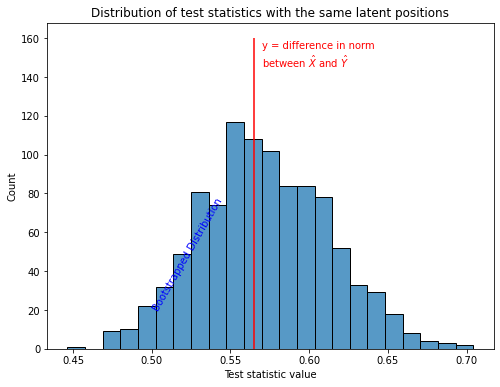 Distribution of test statistics with the same latent positions
160
140
120
100
80
60
40
20
0
Count
y = difference in norm
between X̂ and Ŷ
Bootstrapped Distribution
0.45 0.50 0.55 0.60 0.65 0.70
Test statistic value